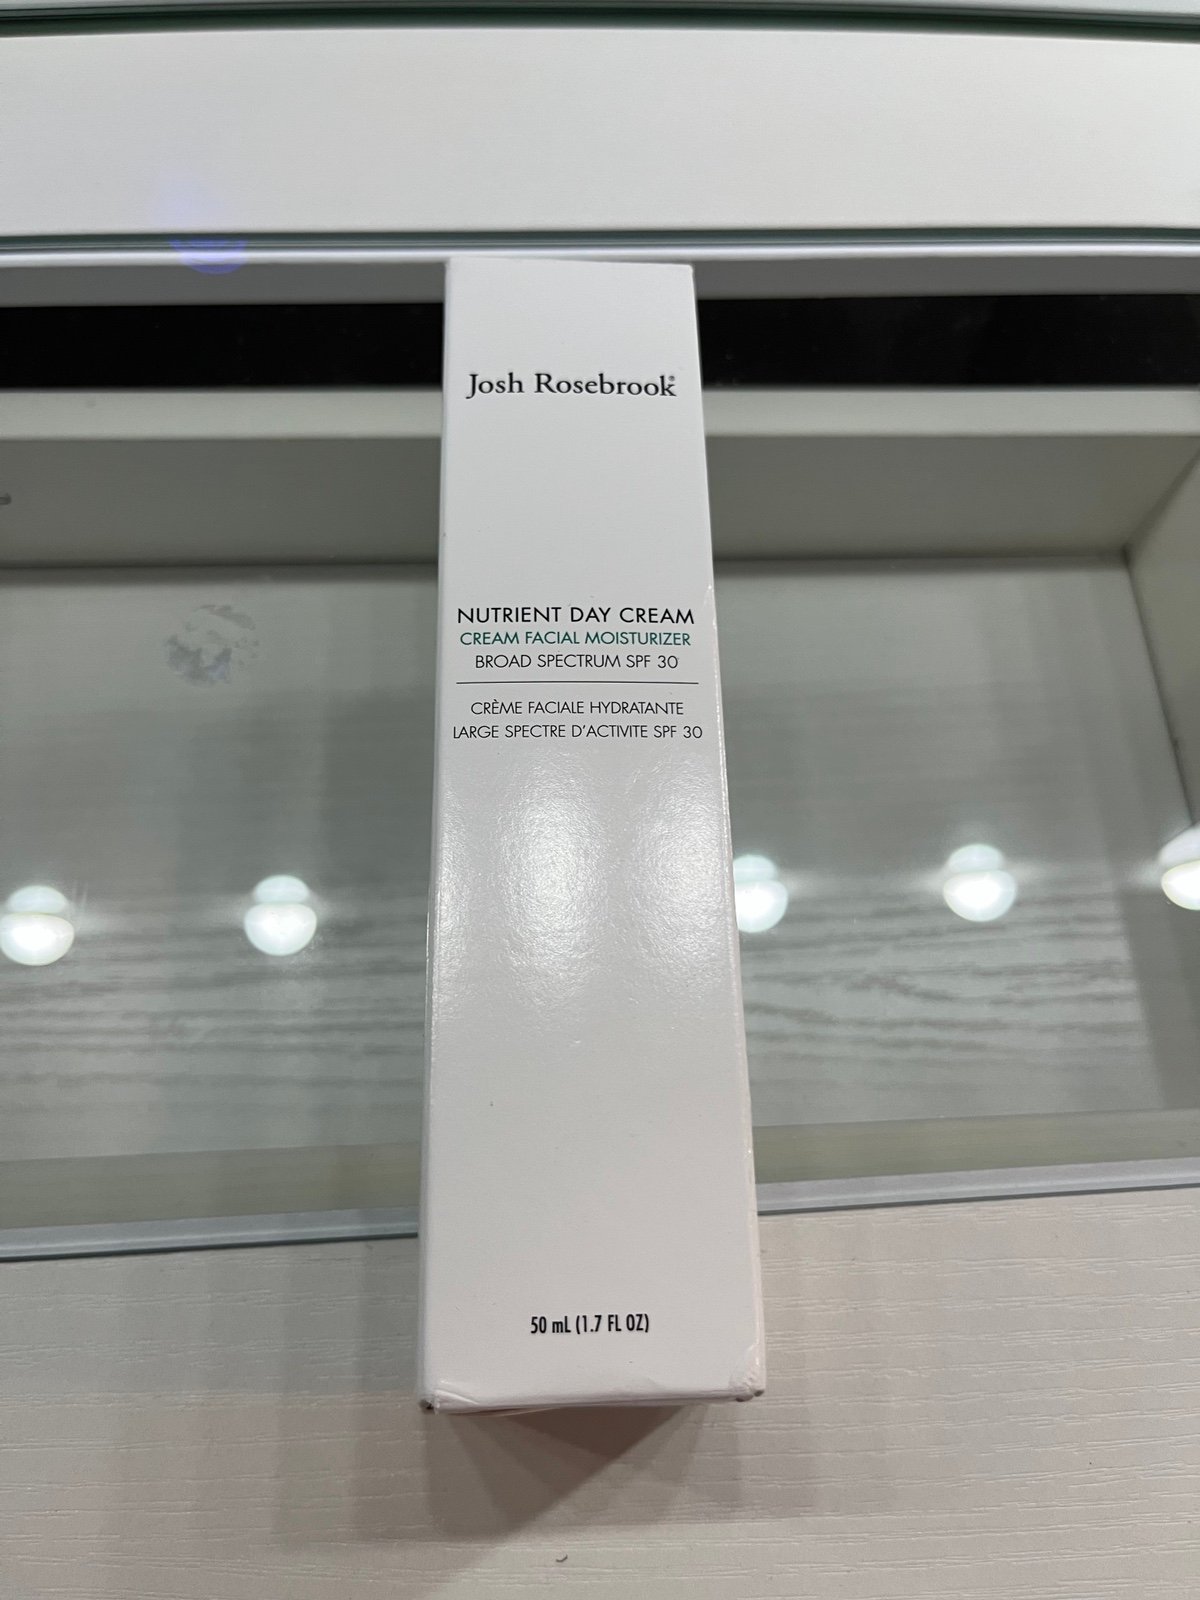 Josh Rosebrook®
NUTRIENT DAY CREAM
CREAM FACIAL MOISTURIZER
BROAD SPECTRUM SPF 30
CRÈME FACIALE HYDRATANTE
LARGE SPECTRE D'ACTIVITE SPF 30
50 mL (1.7 FL OZ)